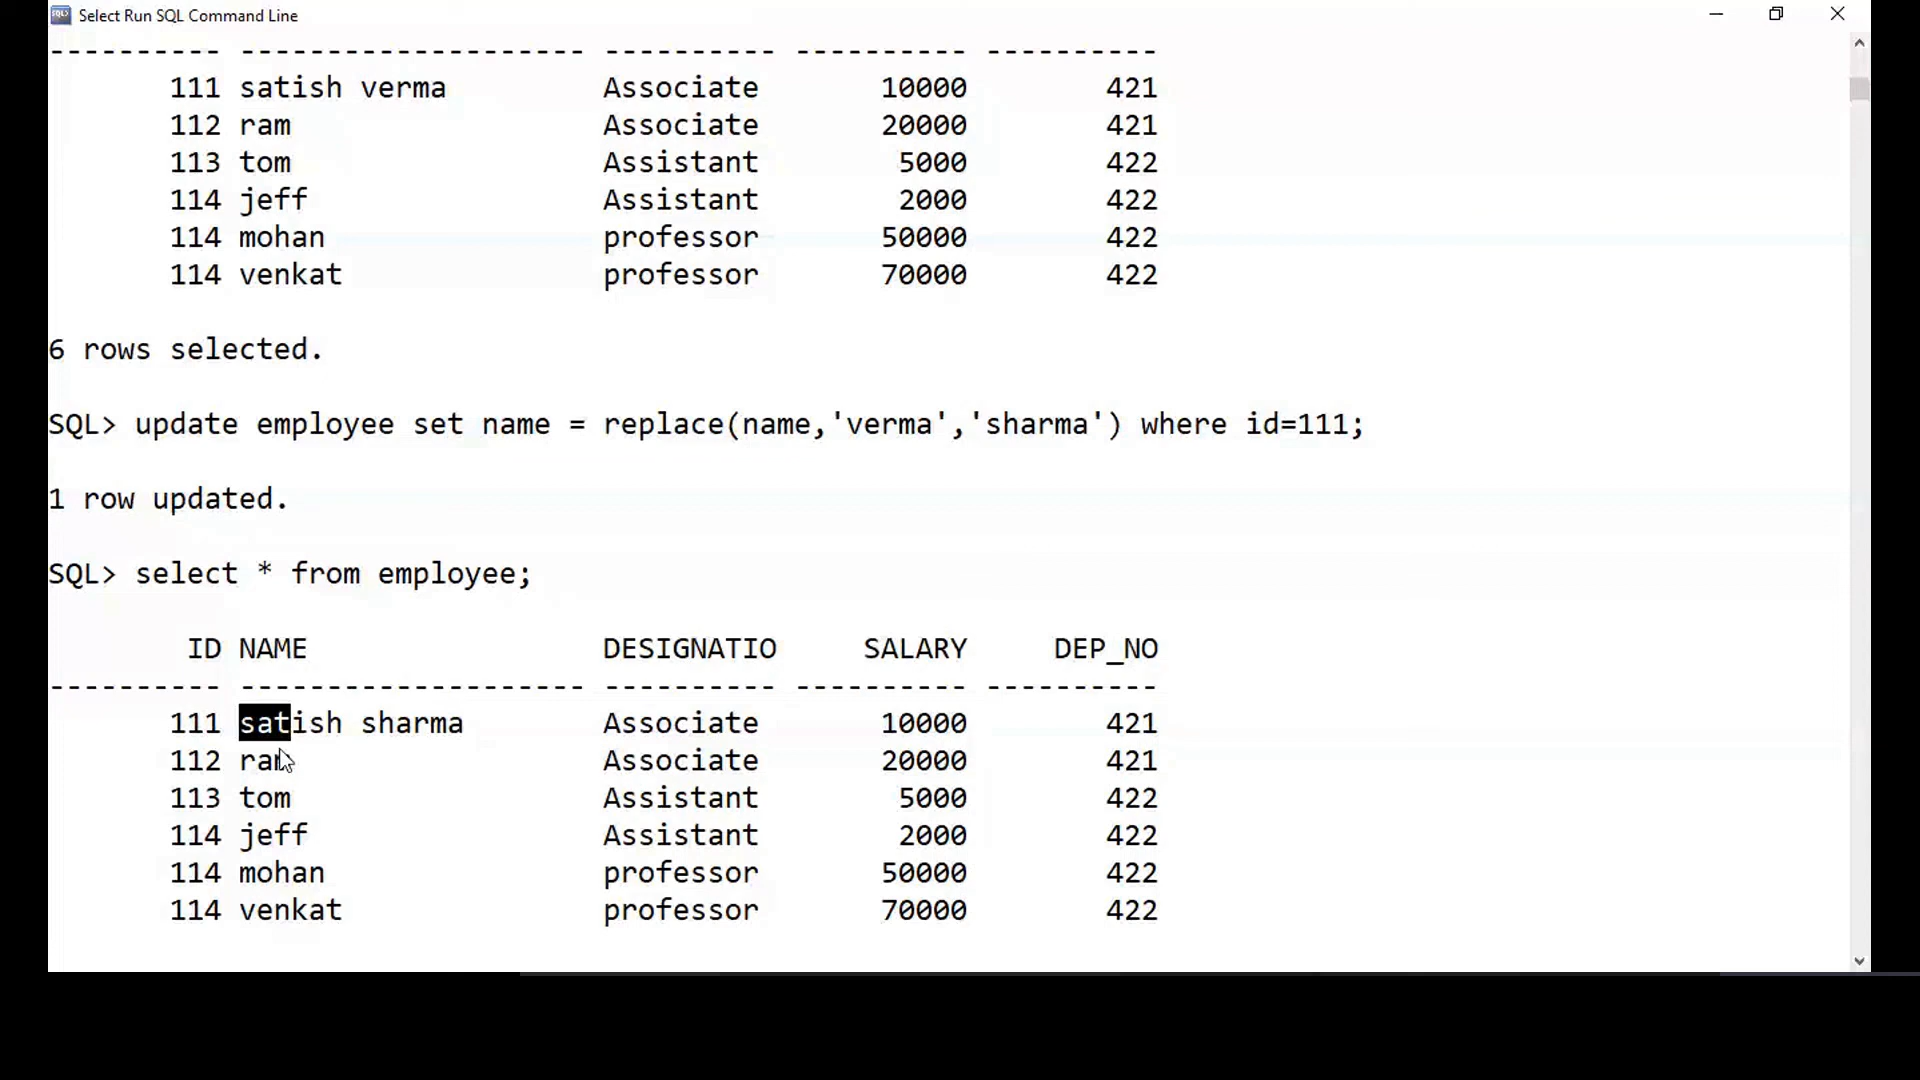 Select Run SQL Command Line
---------- -------------------- ---------- ---------- ----------
111 satish verma Associate 10000 421
112 ram Associate 20000 421
113 tom Assistant 5000 422
114 jeff Assistant 2000 422
114 mohan professor 50000 422
114 venkat professor 70000 422
6 rows selected.
SQL> update employee set name = replace(name,'verma','sharma') where id=111;
1 row updated.
SQL> select * from employee;
ID NAME DESIGNATIO SALARY DEP_NO
---------- -------------------- ---------- ---------- ----------
111 satish sharma Associate 10000 421
112 ram Associate 20000 421
113 tom Assistant 5000 422
114 jeff Assistant 2000 422
114 mohan professor 50000 422
114 venkat professor 70000 422